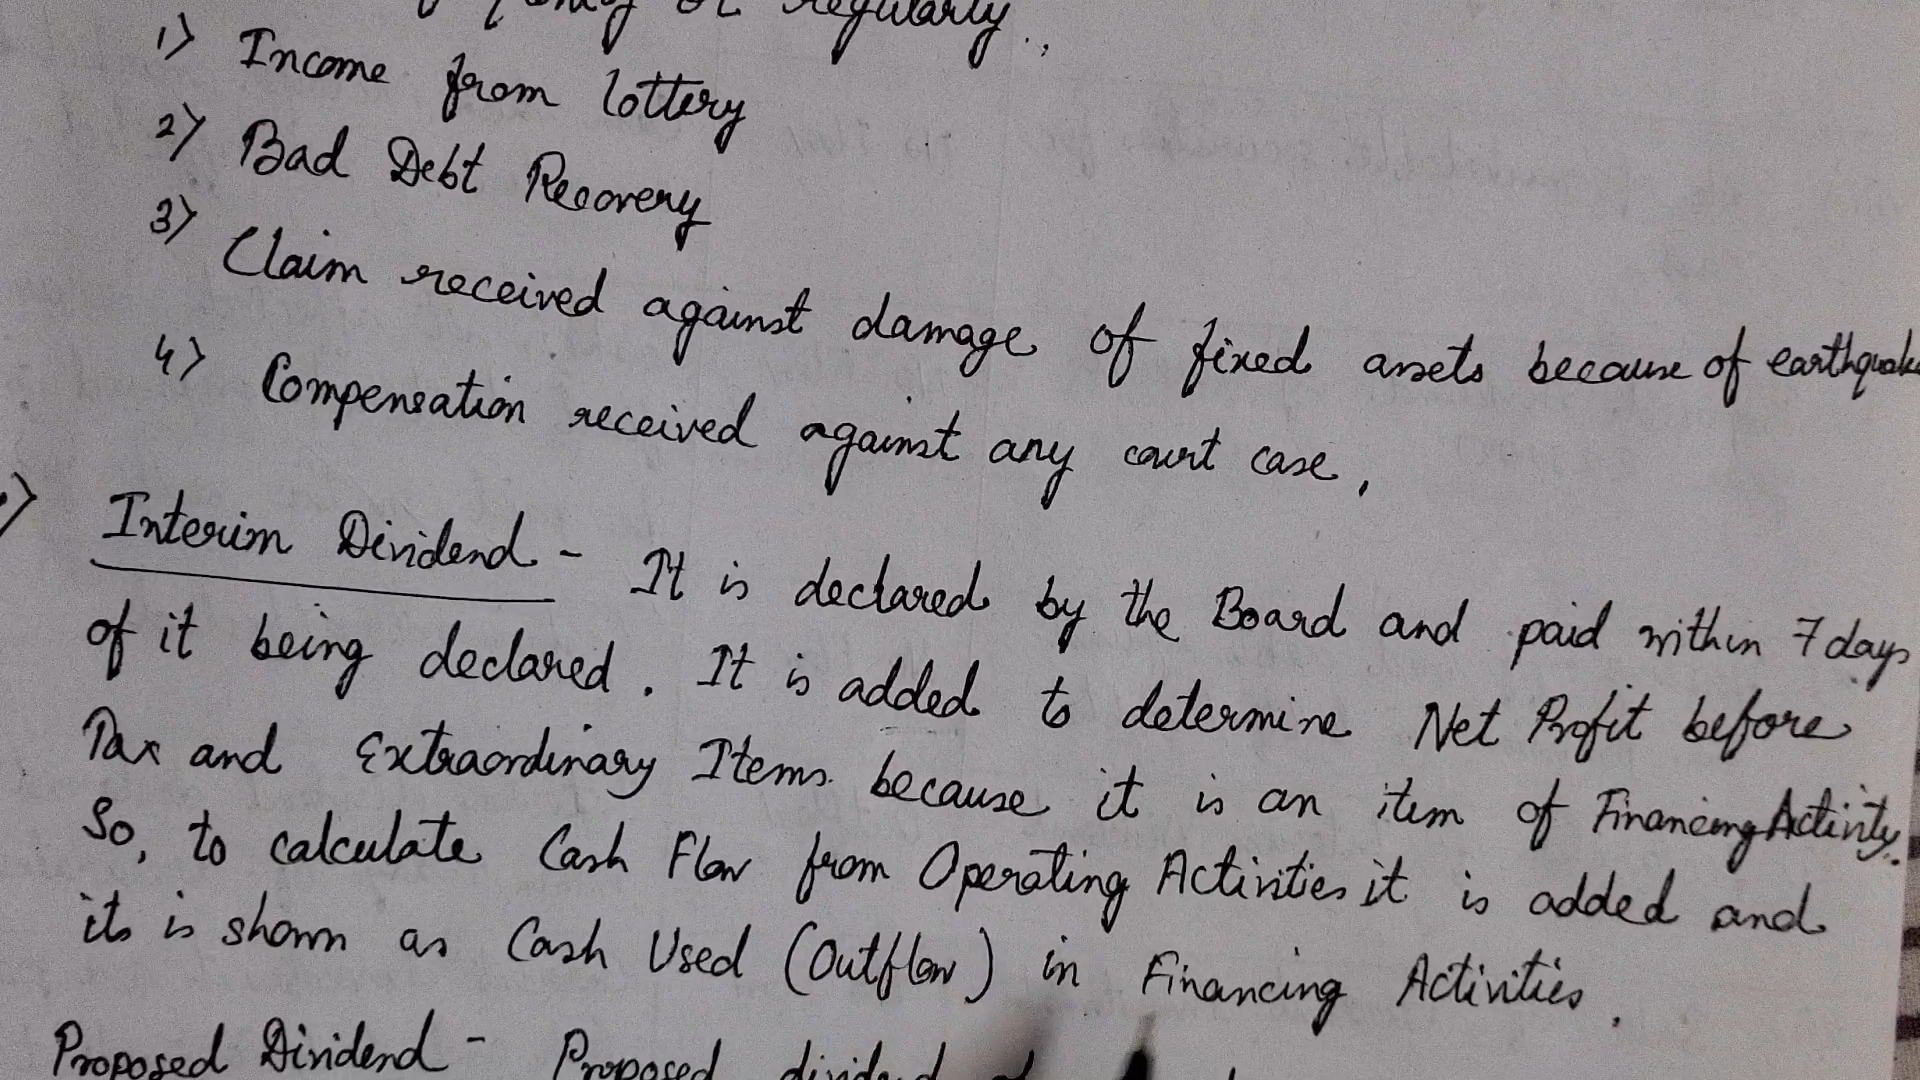 regularly.
1) Income from lottery
2) Bad Debt Recovery
3) Claim received against damage of fixed assets because of earthquake
4) Compensation received against any court case,
Interim Dividend - It is declared by the Board and paid within 7 days
of it being declared. It is added to determine Net Profit before
Tax and Extraordinary Items because it is an item of Financing Activity.
So, to calculate Cash Flow from Operating Activities it is added and
it is shown as Cash Used (Outflow) in Financing Activities.
Proposed Dividend - Proposed dividend